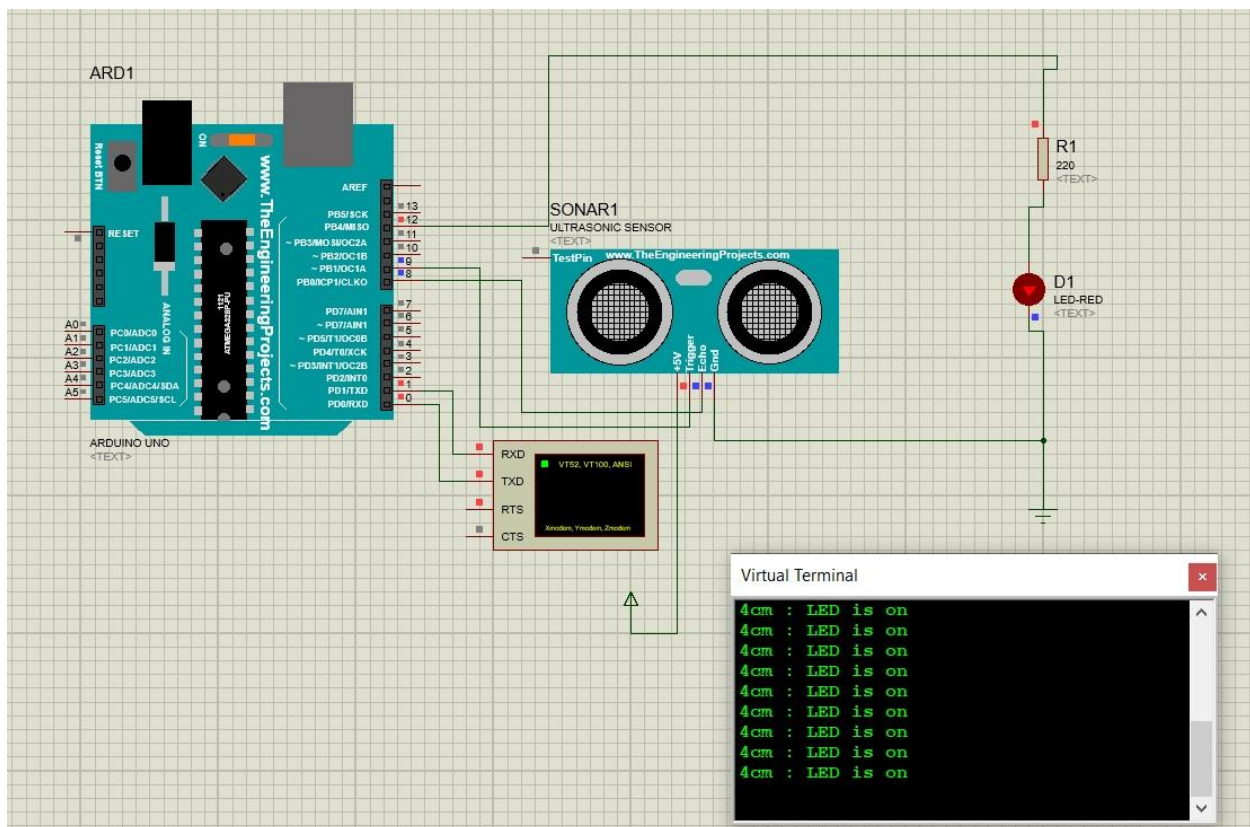 ARD1
Reset BTN
ON
www.TheEngineeringProjects.com
RESET
ANALOG IN
1121
ATMEGA328P-PU
A0
A1
A2
A3
A4
A5
PC0/ADC0
PC1/ADC1
PC2/ADC2
PC3/ADC3
PC4/ADC4/SDA
PC5/ADC5/SCL
AREF
PB5/SCK
PB4/MISO
~ PB3/MOSI/OC2A
~ PB2/OC1B
~ PB1/OC1A
PB0/ICP1/CLKO
PD7/AIN1
~ PD7/AIN1
~ PD5/T1/OC0B
PD4/T0/XCK
~ PD3/INT1/OC2B
PD2/INT0
PD1/TXD
PD0/RXD
13
12
11
10
9
8
7
6
5
4
3
2
1
0
ARDUINO UNO
<TEXT>
SONAR1
ULTRASONIC SENSOR
<TEXT>
TestPin
www.TheEngineeringProjects.com
+5V
Trigger
Echo
Gnd
R1
220
<TEXT>
D1
LED-RED
<TEXT>
RXD
TXD
RTS
CTS
VT52, VT100, ANSI
Xmodem, Ymodem, Zmodem
Virtual Terminal
4cm : LED is on
4cm : LED is on
4cm : LED is on
4cm : LED is on
4cm : LED is on
4cm : LED is on
4cm : LED is on
4cm : LED is on
4cm : LED is on